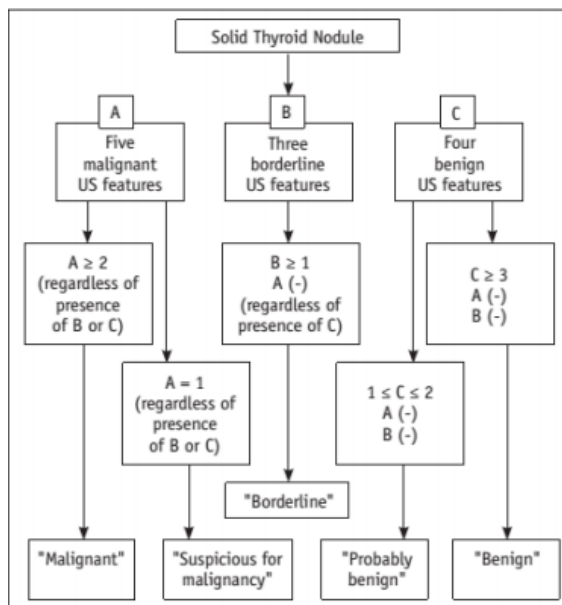 Solid Thyroid Nodule
A
Five
malignant
US features
B
Three
borderline
US features
C
Four
benign
US features
A ≥ 2
(regardless of
presence
of B or C)
B ≥ 1
A (-)
(regardless of
presence of C)
C ≥ 3
A (-)
B (-)
A = 1
(regardless of
presence
of B or C)
1 ≤ C ≤ 2
A (-)
B (-)
"Borderline"
"Malignant"
"Suspicious for
malignancy"
"Probably
benign"
"Benign"